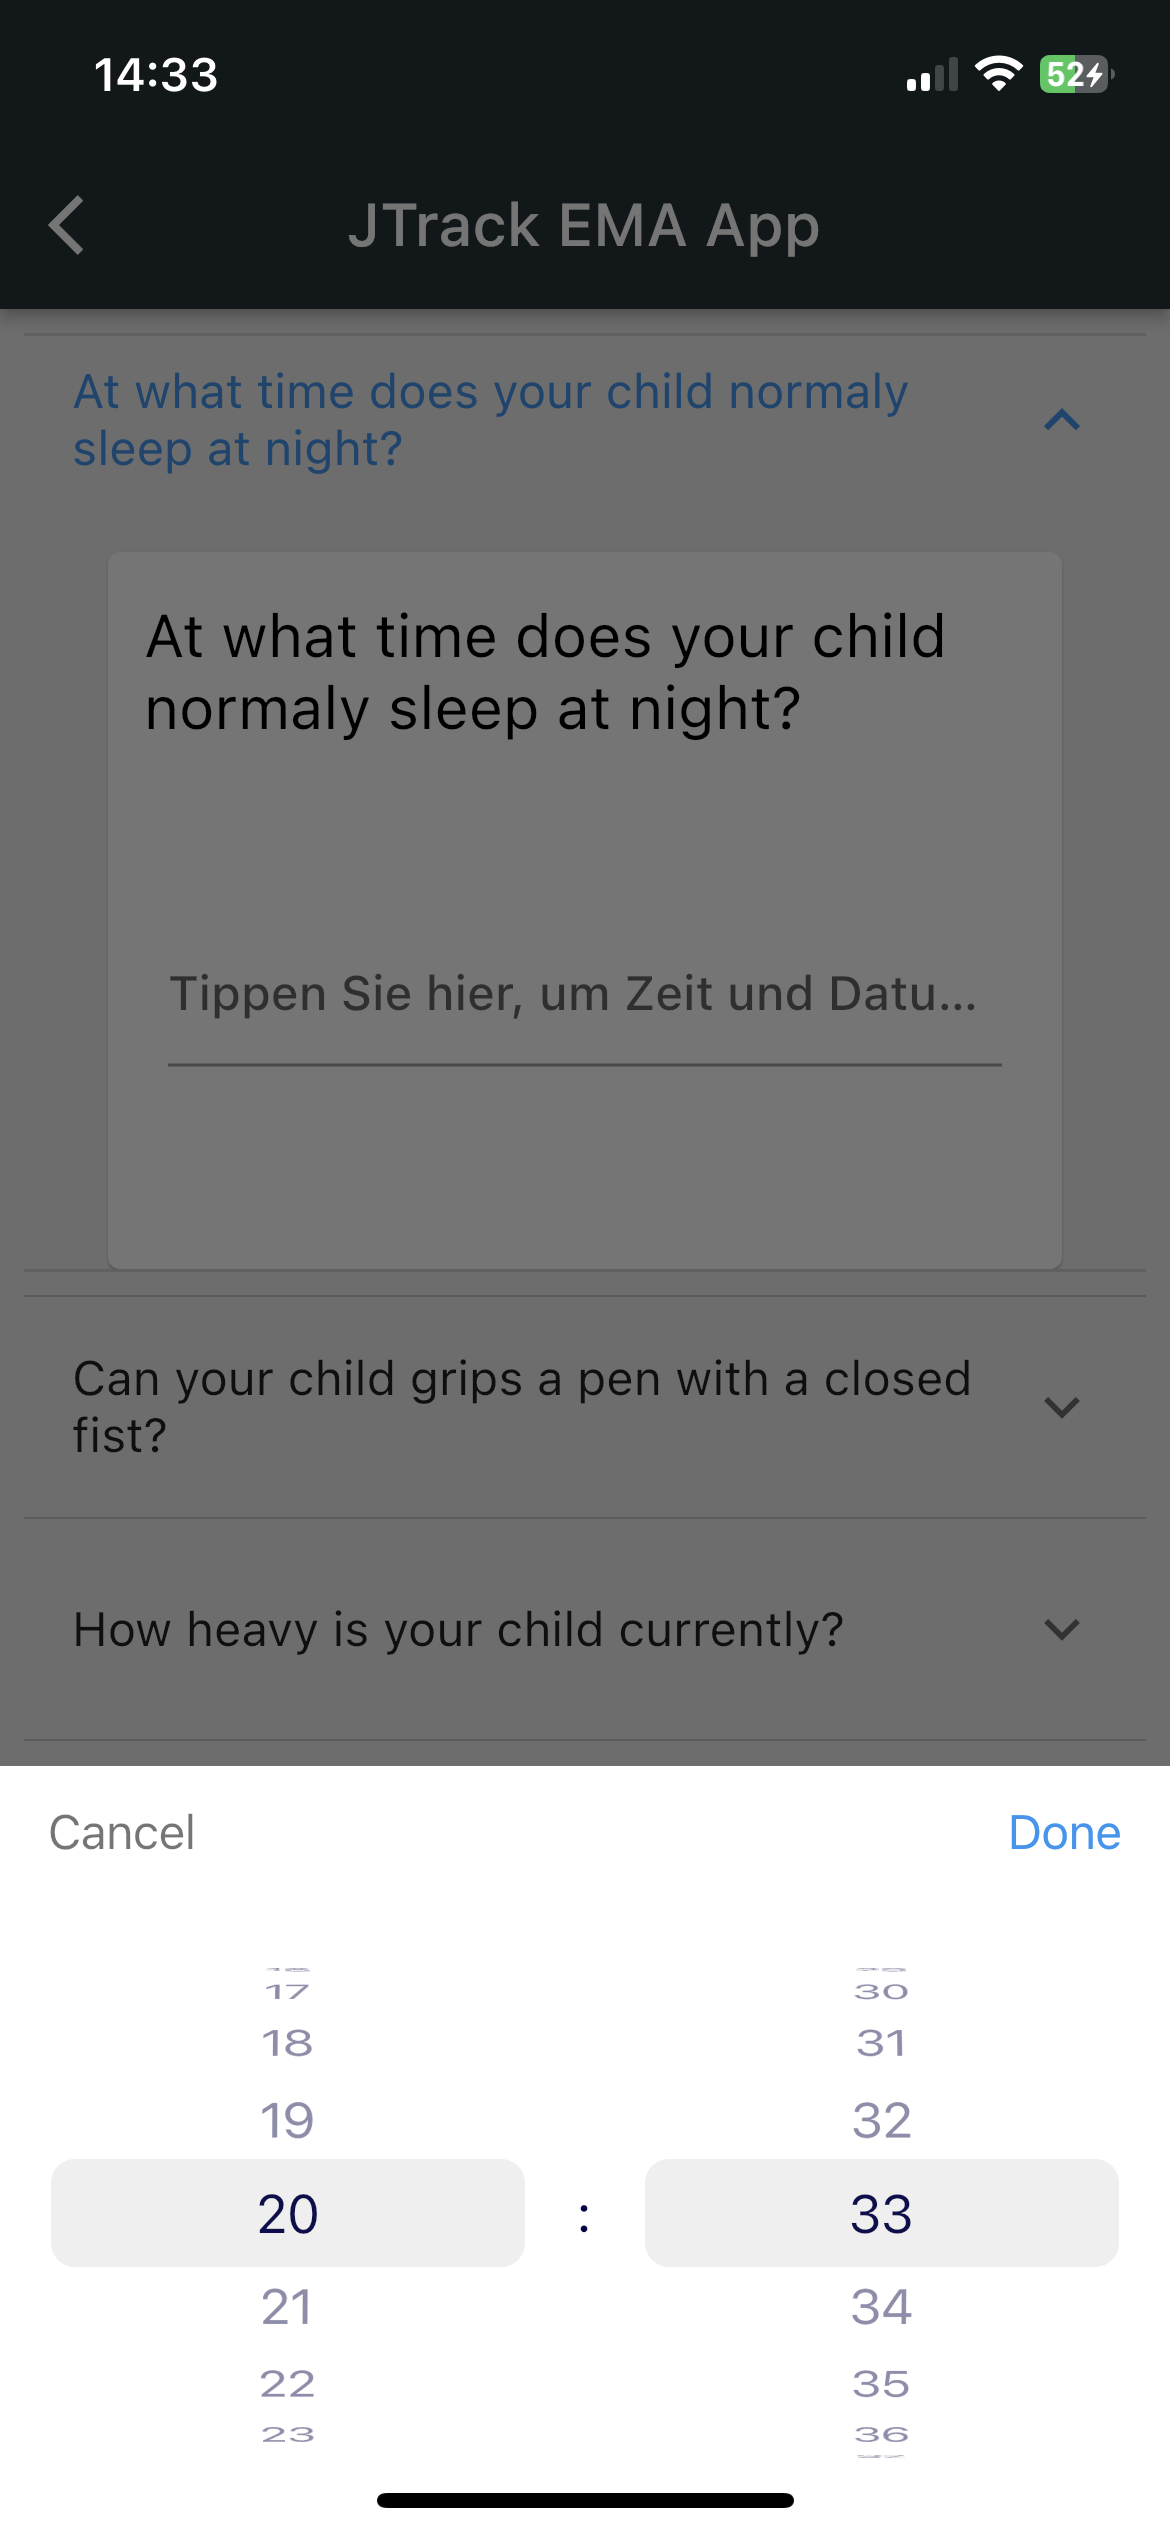 14:33
52
JTrack EMA App
At what time does your child normaly
sleep at night?
At what time does your child
normaly sleep at night?
Tippen Sie hier, um Zeit und Datu...
Can your child grips a pen with a closed
fist?
How heavy is your child currently?
Cancel
Done
17
30
18
31
19
32
20 : 33
21
34
22
35
23
36